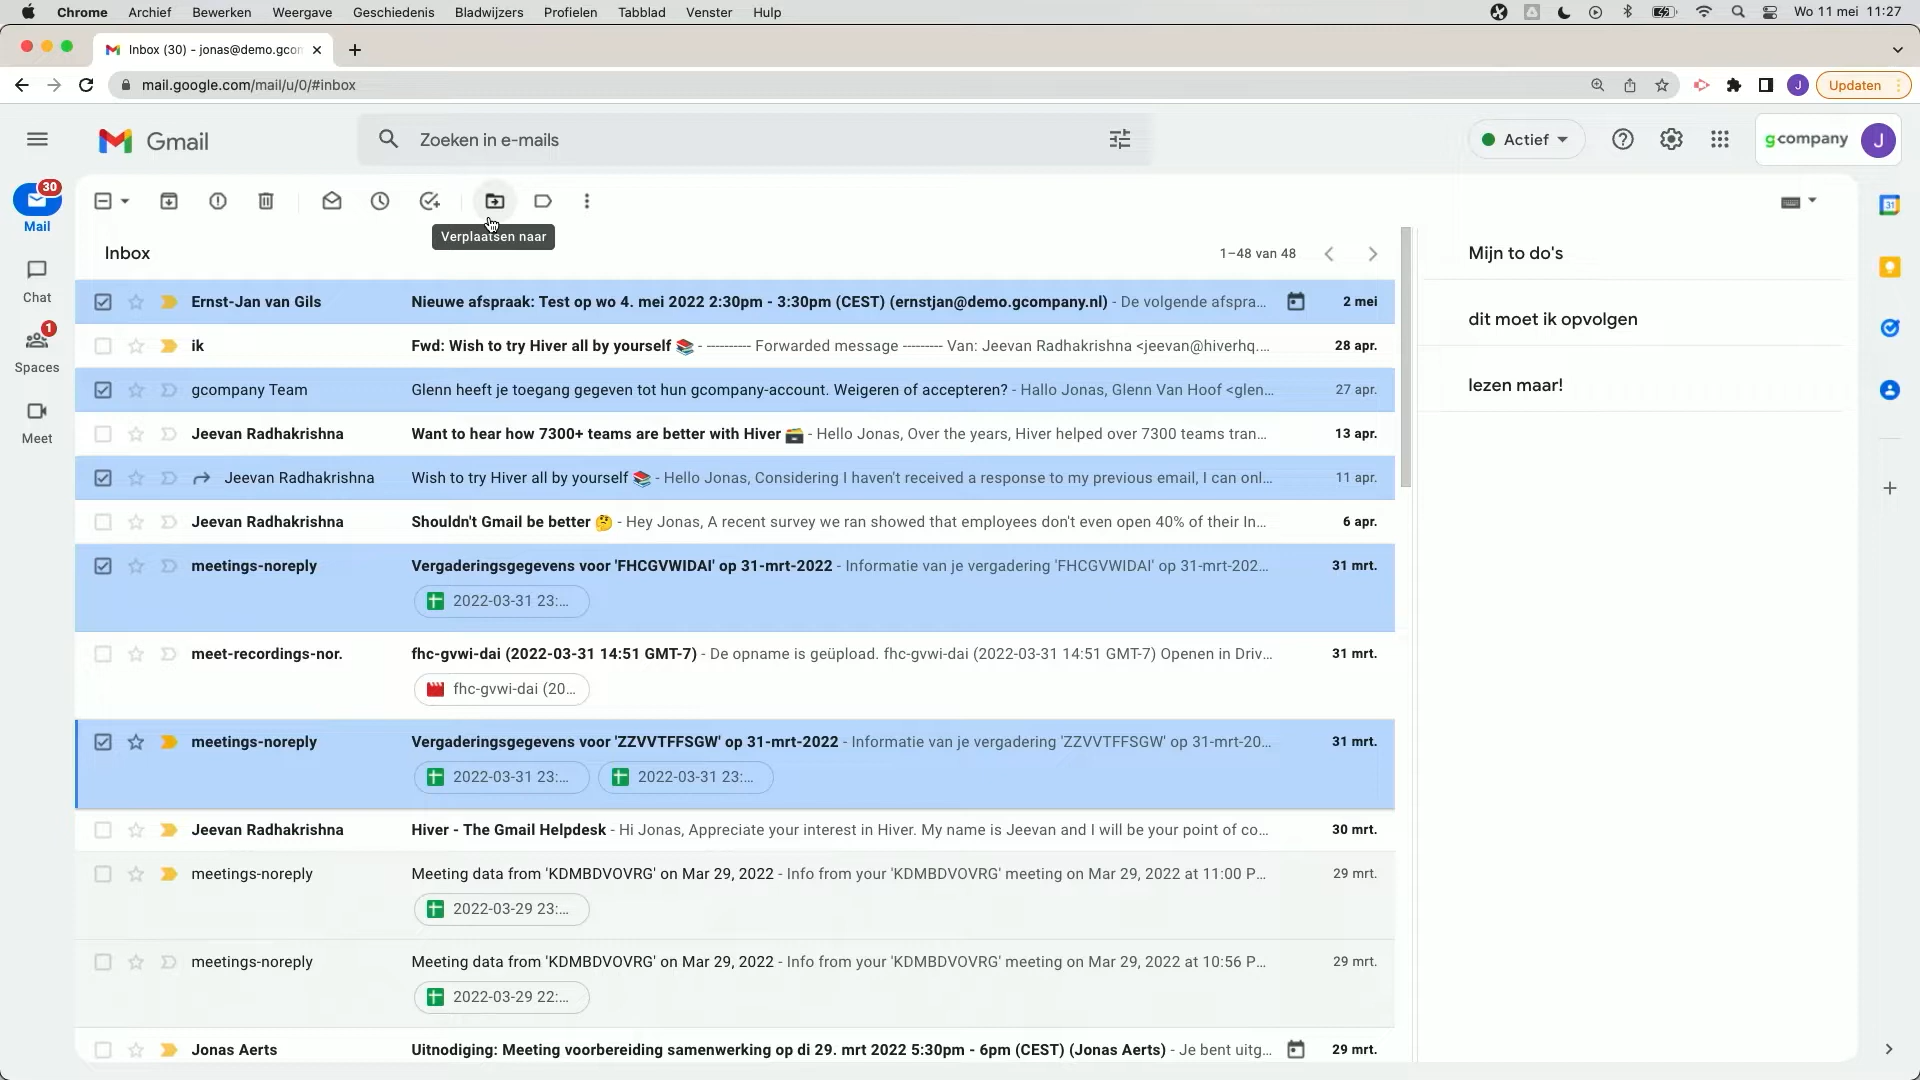 Chrome Archief Bewerken Weergave Geschiedenis Bladwijzers Profielen Tabblad Venster Help Wo 11 mei 11:27
Inbox (30) - jonas@demo.gcom
mail.google.com/mail/u/0/#inbox Updaten
Gmail Zoeken in e-mails Actief gcompany J
30
Mail
Verplaatsen naar
Inbox 1–48 van 48 Mijn to do's
Chat
1
Spaces
Meet
Ernst-Jan van Gils Nieuwe afspraak: Test op wo 4. mei 2022 2:30pm - 3:30pm (CEST) (ernstjan@demo.gcompany.nl) - De volgende afspra... 2 mei
dit moet ik opvolgen
ik Fwd: Wish to try Hiver all by yourself 📚 - ---------- Forwarded message --------- Van: Jeevan Radhakrishna <jeevan@hiverhq.... 28 apr.
lezen maar!
gcompany Team Glenn heeft je toegang gegeven tot hun gcompany-account. Weigeren of accepteren? - Hallo Jonas, Glenn Van Hoof <glen... 27 apr.
Jeevan Radhakrishna Want to hear how 7300+ teams are better with Hiver 🗃️ - Hello Jonas, Over the years, Hiver helped over 7300 teams tran... 13 apr.
Jeevan Radhakrishna Wish to try Hiver all by yourself 📚 - Hello Jonas, Considering I haven't received a response to my previous email, I can onl... 11 apr.
Jeevan Radhakrishna Shouldn't Gmail be better 🤔 - Hey Jonas, A recent survey we ran showed that employees don't even open 40% of their In... 6 apr.
meetings-noreply Vergaderingsgegevens voor 'FHCGVWIDAI' op 31-mrt-2022 - Informatie van je vergadering 'FHCGVWIDAI' op 31-mrt-202... 31 mrt.
2022-03-31 23:...
meet-recordings-nor. fhc-gvwi-dai (2022-03-31 14:51 GMT-7) - De opname is geüpload. fhc-gvwi-dai (2022-03-31 14:51 GMT-7) Openen in Driv... 31 mrt.
fhc-gvwi-dai (20...
meetings-noreply Vergaderingsgegevens voor 'ZZVVTFFSGW' op 31-mrt-2022 - Informatie van je vergadering 'ZZVVTFFSGW' op 31-mrt-20... 31 mrt.
2022-03-31 23:... 2022-03-31 23:...
Jeevan Radhakrishna Hiver - The Gmail Helpdesk - Hi Jonas, Appreciate your interest in Hiver. My name is Jeevan and I will be your point of co... 30 mrt.
meetings-noreply Meeting data from 'KDMBDVOVRG' on Mar 29, 2022 - Info from your 'KDMBDVOVRG' meeting on Mar 29, 2022 at 11:00 P... 29 mrt.
2022-03-29 23:...
meetings-noreply Meeting data from 'KDMBDVOVRG' on Mar 29, 2022 - Info from your 'KDMBDVOVRG' meeting on Mar 29, 2022 at 10:56 P... 29 mrt.
2022-03-29 22:...
Jonas Aerts Uitnodiging: Meeting voorbereiding samenwerking op di 29. mrt 2022 5:30pm - 6pm (CEST) (Jonas Aerts) - Je bent uitg... 29 mrt.